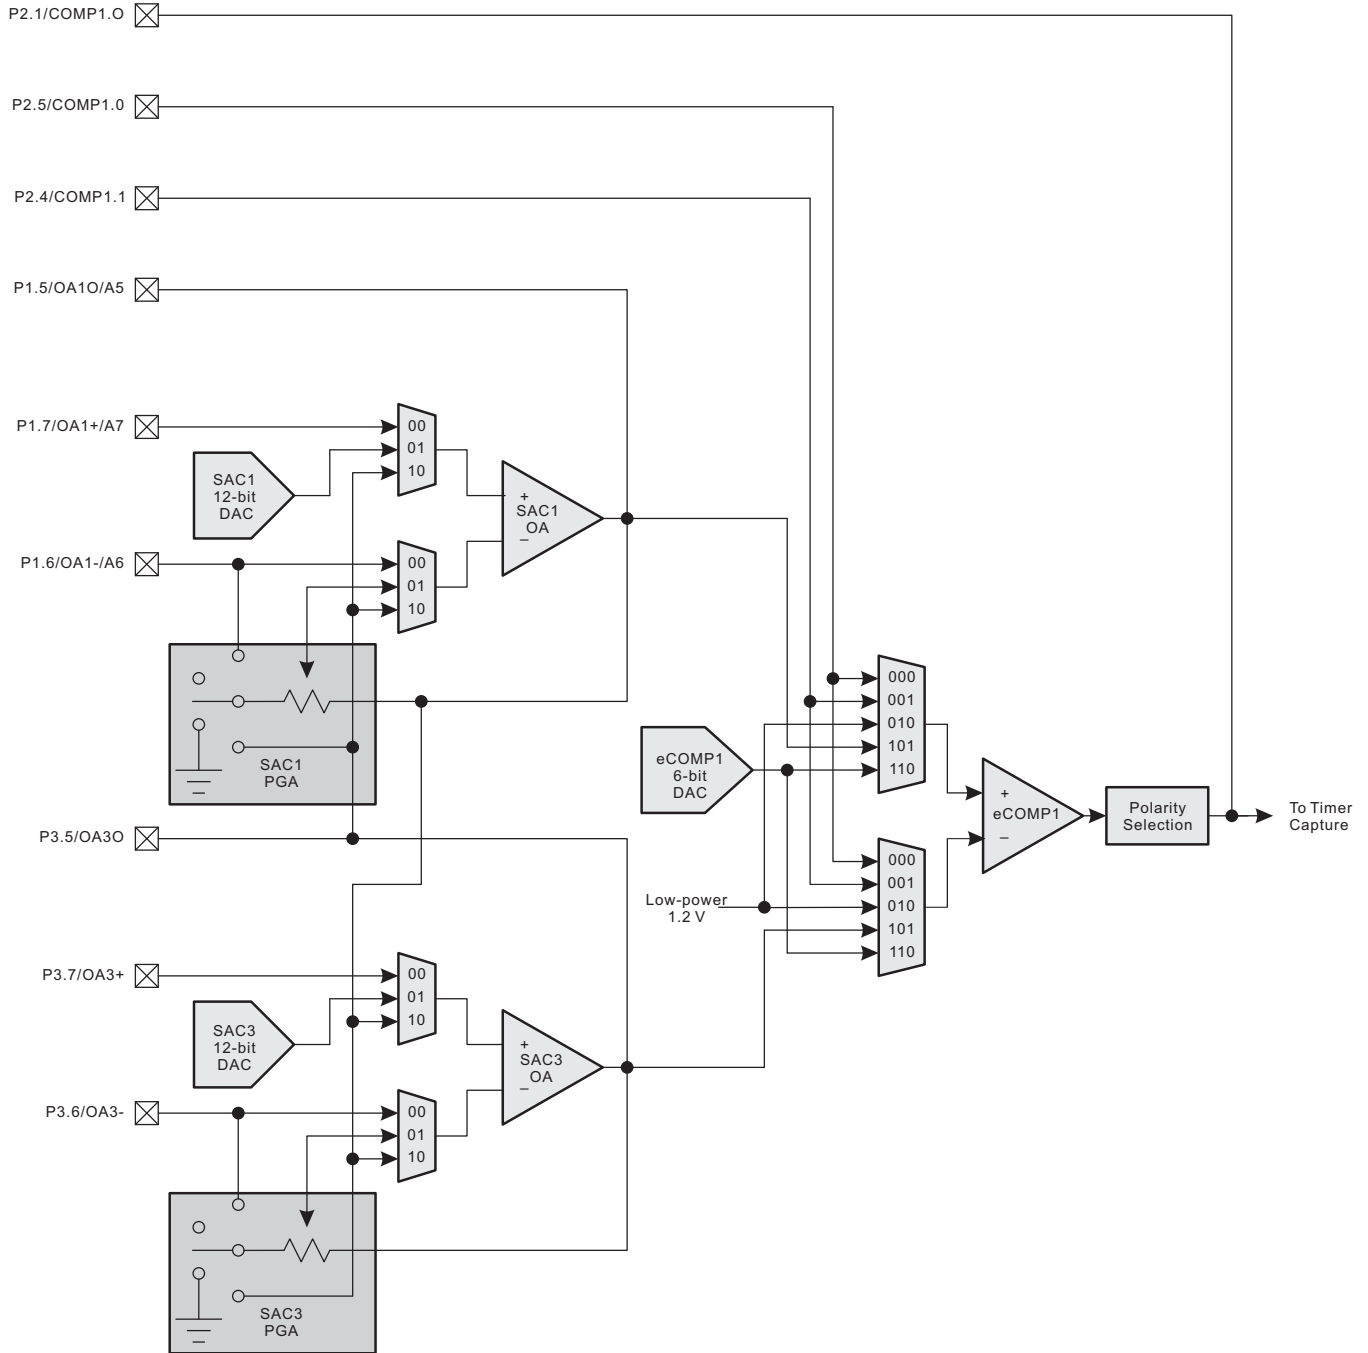 P2.1/COMP1.O
P2.5/COMP1.0
P2.4/COMP1.1
P1.5/OA1O/A5
P1.7/OA1+/A7
00
01
10
SAC1
12-bit
DAC
+
SAC1
OA
–
P1.6/OA1-/A6
00
01
10
SAC1
PGA
000
001
010
101
110
eCOMP1
6-bit
DAC
+
eCOMP1
–
Polarity
Selection
To Timer
Capture
P3.5/OA3O
000
001
010
101
110
Low-power
1.2 V
P3.7/OA3+
00
01
10
SAC3
12-bit
DAC
+
SAC3
OA
–
P3.6/OA3-
00
01
10
SAC3
PGA